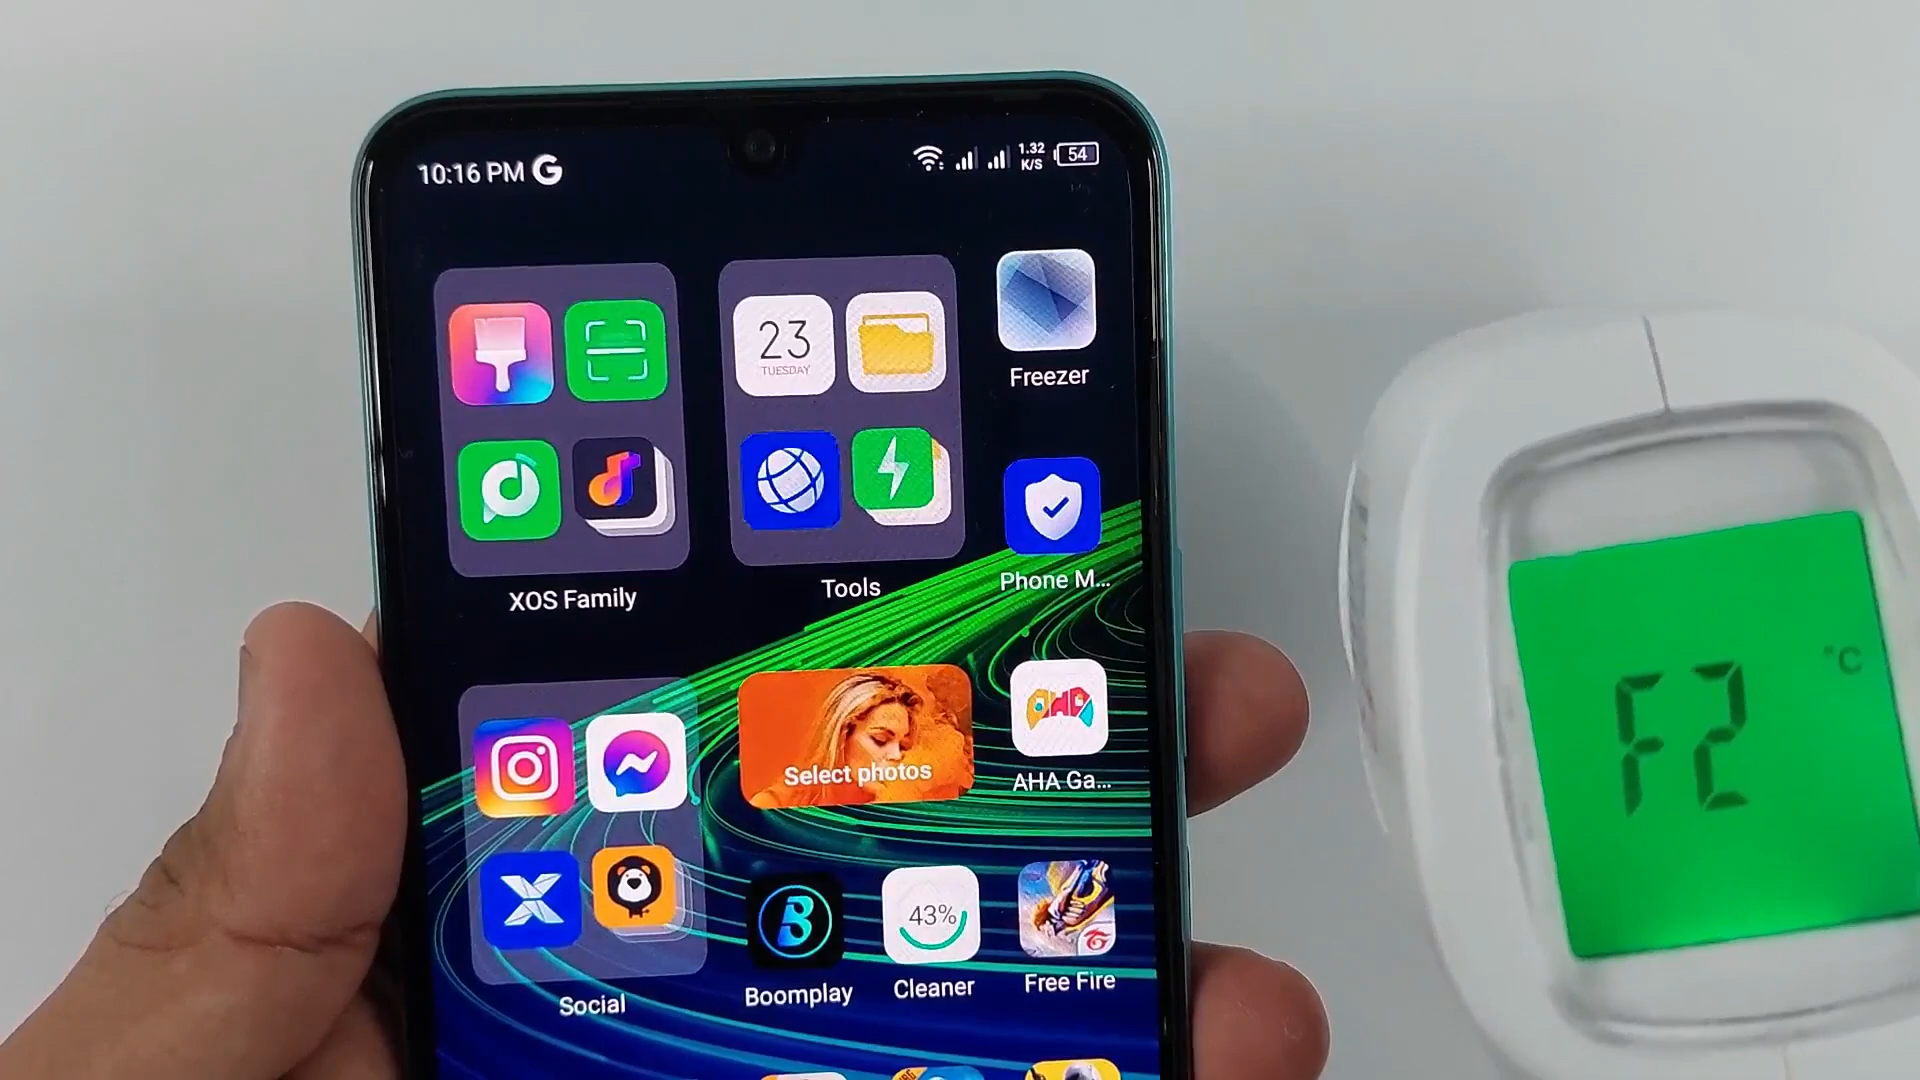 10:16 PM G
1.32
K/S
54
23
TUESDAY
Freezer
XOS Family
Tools
Phone M...
Select photos
AHA
AHA Ga...
43%
Social
Boomplay
Cleaner
Free Fire
F2
°C